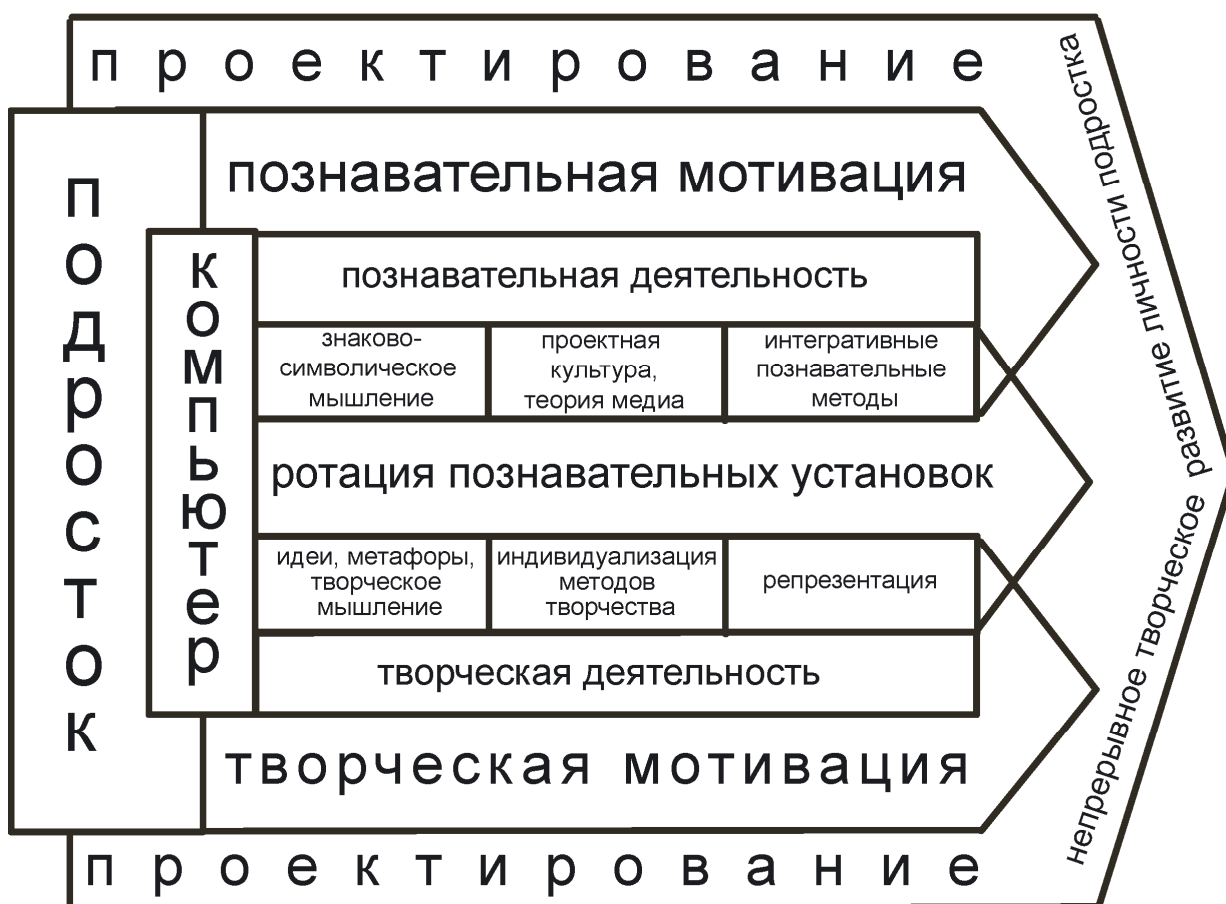 проектирование
подросток
компьютер
познавательная мотивация
познавательная деятельность
знаково-
символическое
мышление
проектная
культура,
теория медиа
интегративные
познавательные
методы
ротация познавательных установок
идеи, метафоры,
творческое
мышление
индивидуализация
методов
творчества
репрезентация
творческая деятельность
творческая мотивация
проектирование
непрерывное творческое развитие личности подростка